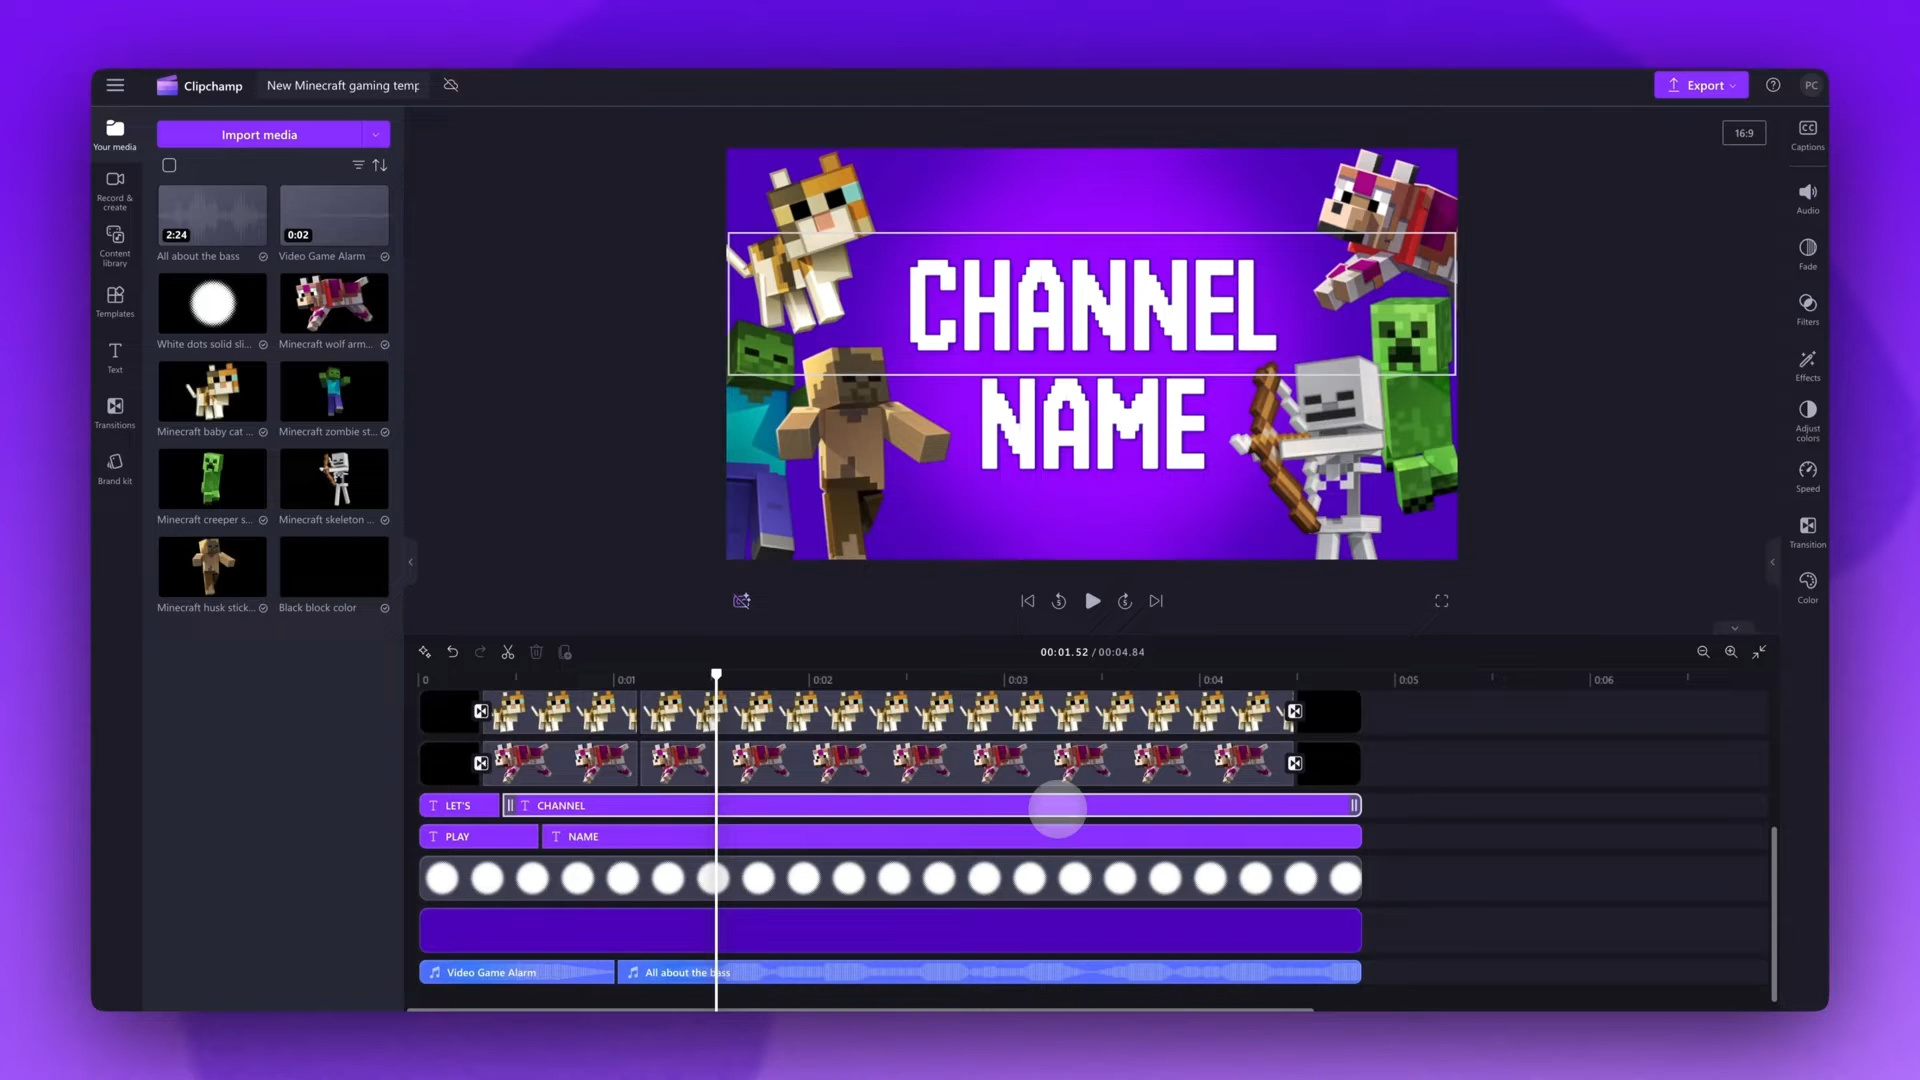 Clipchamp
New Minecraft gaming temp
Export
PC
Your media
Import media
16:9
CC
Captions
Record &
create
2:24
0:02
All about the bass
Video Game Alarm
Audio
Content
library
Fade
Templates
White dots solid sli...
Minecraft wolf arm...
Filters
CHANNEL
NAME
Text
Effects
Transitions
Minecraft baby cat ...
Minecraft zombie st...
Adjust
colors
Brand kit
Speed
Minecraft creeper s...
Minecraft skeleton ...
Transition
Minecraft husk stick...
Black block color
Color
5
5
00:01.52 / 00:04.84
0
0:01
0:02
0:03
0:04
0:05
0:06
T LET'S
T CHANNEL
T PLAY
T NAME
Video Game Alarm
All about the bass